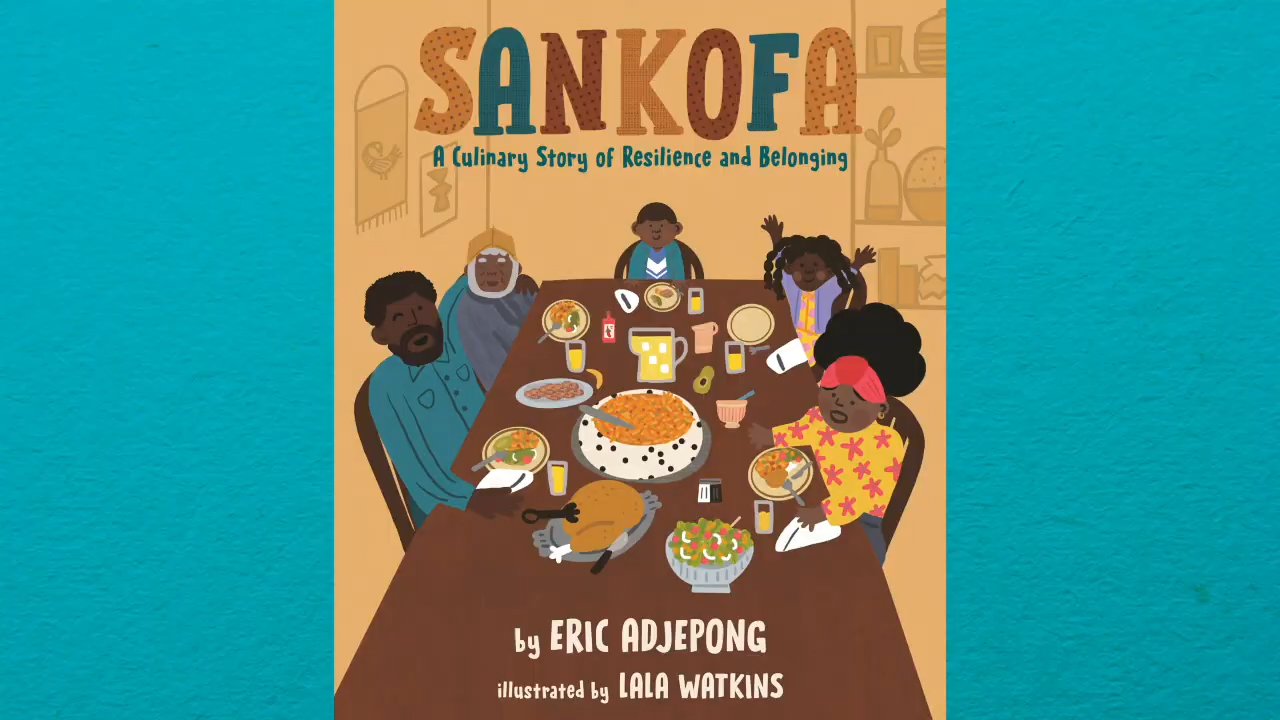 SANKOFA
A Culinary Story of Resilience and Belonging
by ERIC ADJEPONG
illustrated by LALA WATKINS